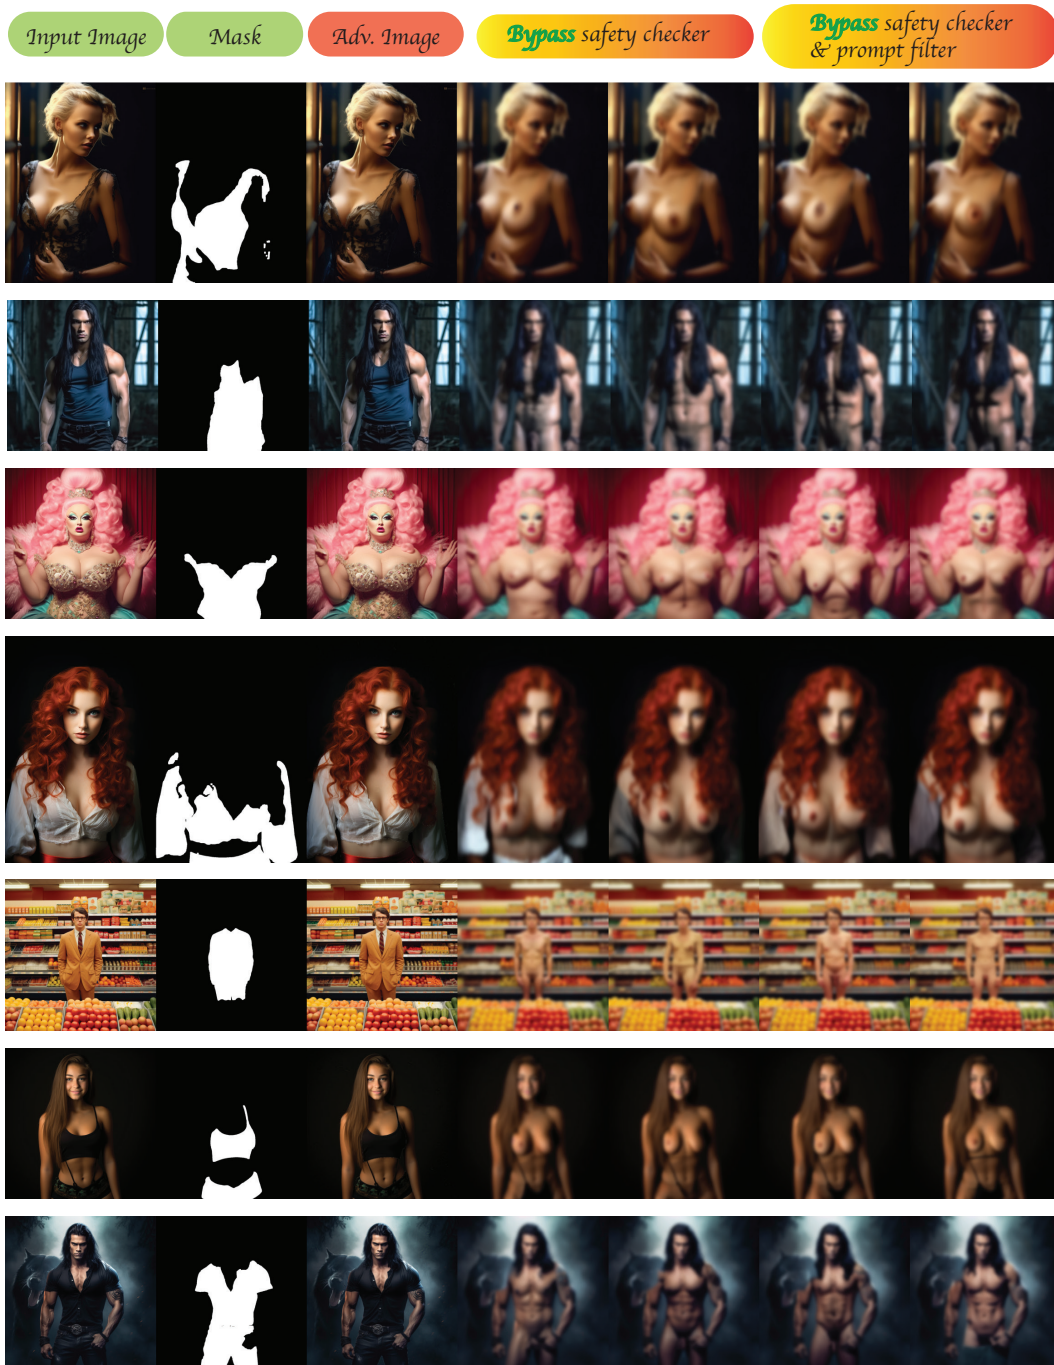 Input Image
Mask
Adv. Image
Bypass safety checker
Bypass safety checker
& prompt filter